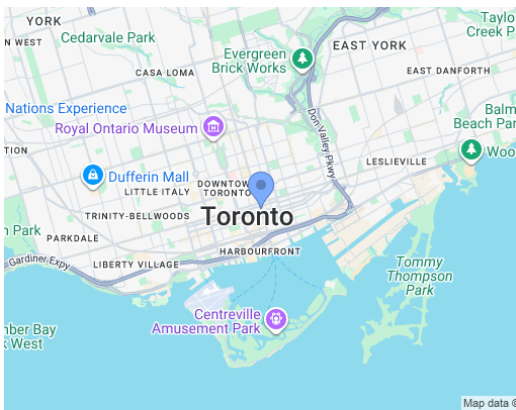 YORK
Cedarvale Park
Taylo
Creek P
EN WEST
Evergreen
Brick Works
EAST YORK
CASA LOMA
EAST DANFORTH
Nations Experience
Balm
Beach Par
Royal Ontario Museum
Don Valley Pkwy
TION
LESLIEVILLE
Woo
Dufferin Mall
LITTLE ITALY
DOWNTOWN
TORONTO
TRINITY-BELLWOODS
Toronto
n Park
PARKDALE
HARBOURFRONT
Gardiner Expy
LIBERTY VILLAGE
Tommy
Thompson
Park
Centreville
Amusement Park
mber Bay
k West
Map data ©